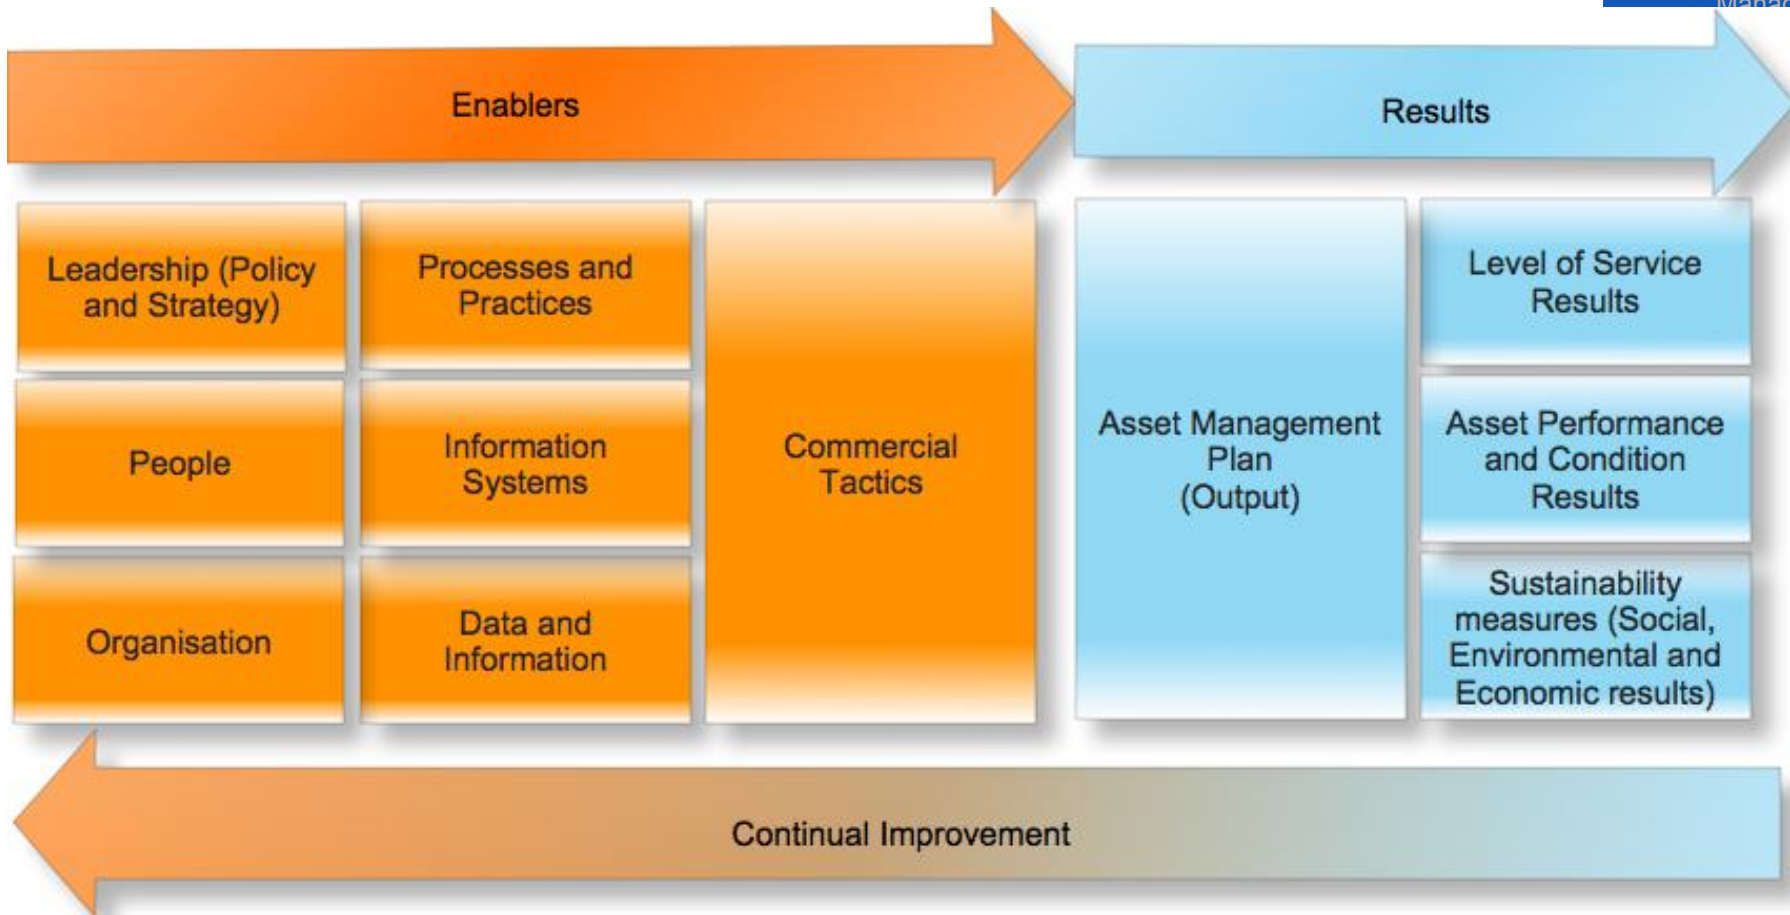 Manag
Enablers
Results
Leadership (Policy
and Strategy)
Processes and
Practices
Commercial
Tactics
Asset Management
Plan
(Output)
Level of Service
Results
People
Information
Systems
Asset Performance
and Condition
Results
Organisation
Data and
Information
Sustainability
measures (Social,
Environmental and
Economic results)
Continual Improvement